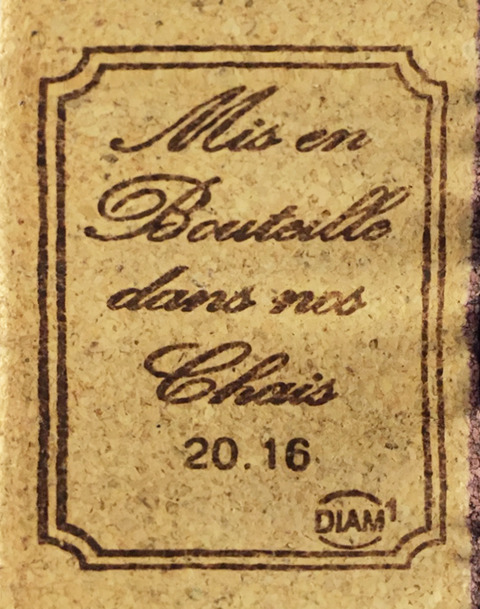 Mis en
Bouteille
dans nos
Chais
20.16
DIAM1